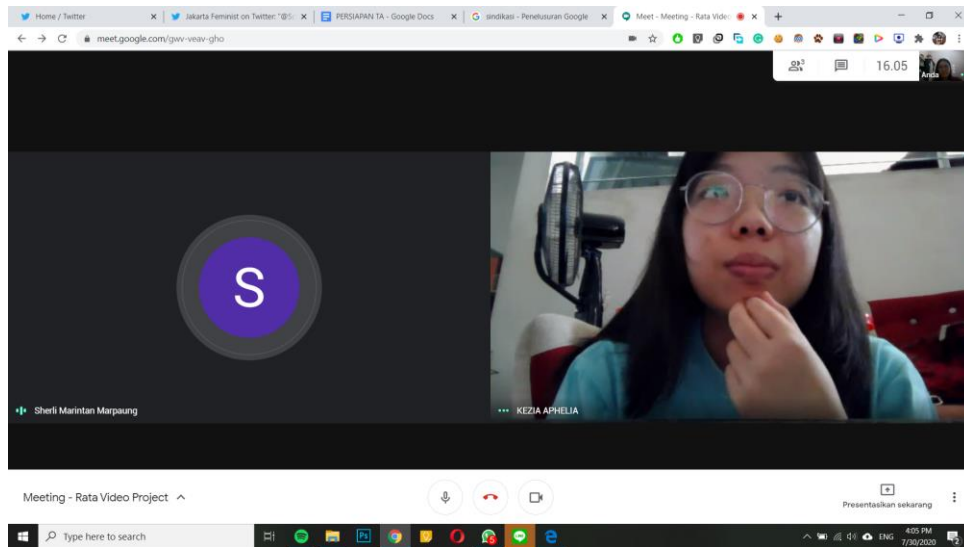 Home / Twitter
Jakarta Feminist on Twitter: "@S
PERSIAPAN TA - Google Docs
sindikasi - Penelusuran Google
Meet - Meeting - Rata Video
meet.google.com/gwv-veav-gho
3
16.05
Anda
S
Sherli Marintan Marpaung
KEZIA APHELIA
Meeting - Rata Video Project
Presentasikan sekarang
Type here to search
Ps
ENG
4:05 PM
7/30/2020
2